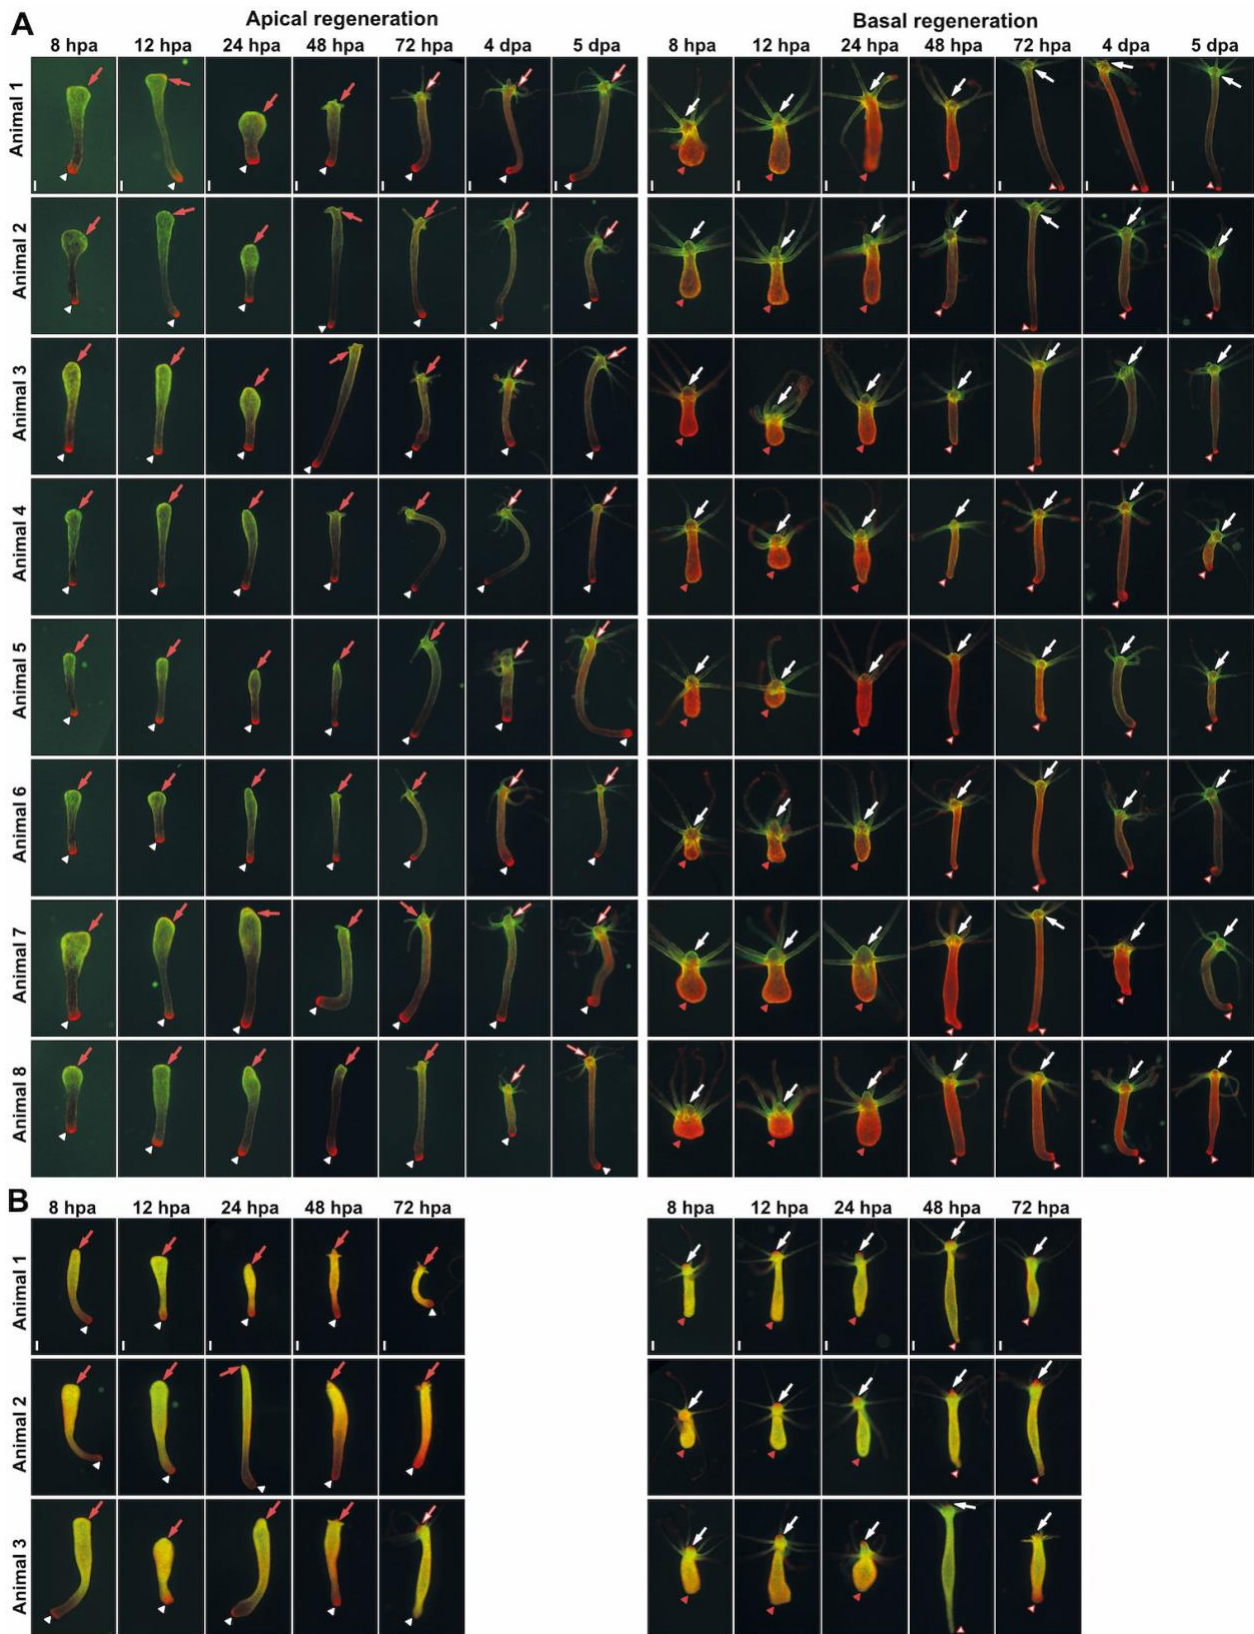 A
Apical regeneration
Basal regeneration
8 hpa 12 hpa 24 hpa 48 hpa 72 hpa 4 dpa 5 dpa
8 hpa 12 hpa 24 hpa 48 hpa 72 hpa 4 dpa 5 dpa
Animal 1
Animal 2
Animal 3
Animal 4
Animal 5
Animal 6
Animal 7
Animal 8
B
8 hpa 12 hpa 24 hpa 48 hpa 72 hpa
8 hpa 12 hpa 24 hpa 48 hpa 72 hpa
Animal 1
Animal 2
Animal 3